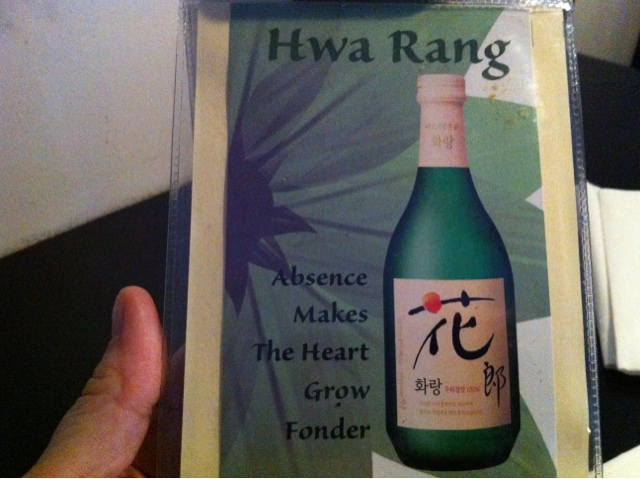 Hwa Rang
화랑
Absence
Makes
The Heart
Grow
Fonder
花
郎
화랑